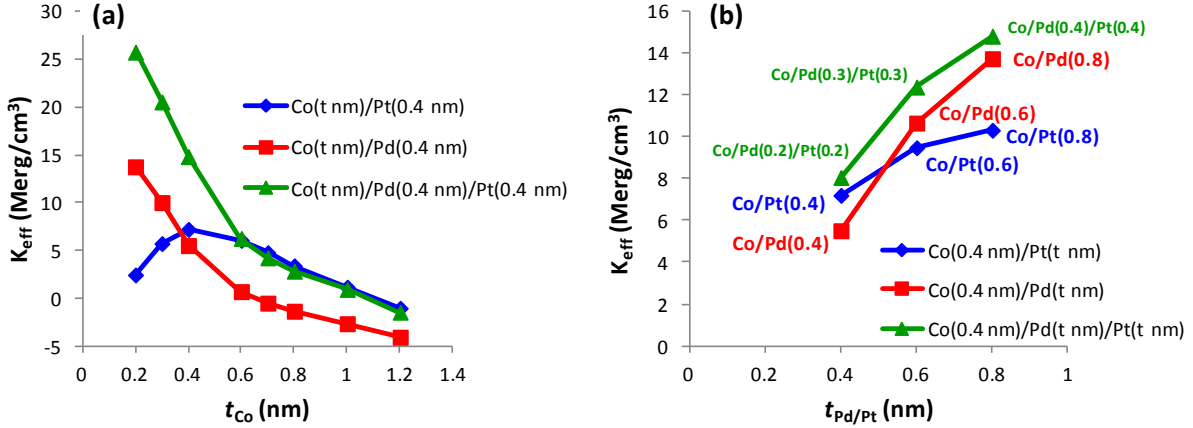 (a)
30
25
20
15
10
5
0
-5
K_eff (Merg/cm³)
0
0.2
0.4
0.6
0.8
1
1.2
1.4
t_Co (nm)
Co(t nm)/Pt(0.4 nm)
Co(t nm)/Pd(0.4 nm)
Co(t nm)/Pd(0.4 nm)/Pt(0.4 nm)
(b)
16
14
12
10
8
6
4
2
0
K_eff (Merg/cm³)
0
0.2
0.4
0.6
0.8
1
t_Pd/Pt (nm)
Co/Pd(0.4)/Pt(0.4)
Co/Pd(0.8)
Co/Pd(0.3)/Pt(0.3)
Co/Pd(0.6)
Co/Pt(0.8)
Co/Pd(0.2)/Pt(0.2)
Co/Pt(0.6)
Co/Pt(0.4)
Co/Pd(0.4)
Co(0.4 nm)/Pt(t nm)
Co(0.4 nm)/Pd(t nm)
Co(0.4 nm)/Pd(t nm)/Pt(t nm)